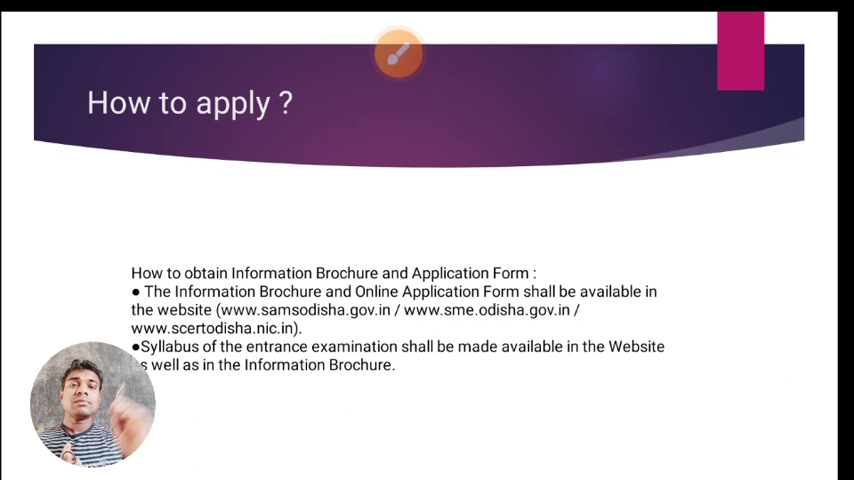 How to apply ?
How to obtain Information Brochure and Application Form :
● The Information Brochure and Online Application Form shall be available in
the website (www.samsodisha.gov.in / www.sme.odisha.gov.in /
www.scertodisha.nic.in).
●Syllabus of the entrance examination shall be made available in the Website
as well as in the Information Brochure.